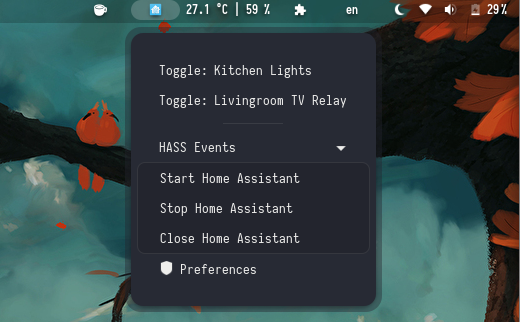 27.1 °C | 59 % en 29%
Toggle: Kitchen Lights
Toggle: Livingroom TV Relay
HASS Events
Start Home Assistant
Stop Home Assistant
Close Home Assistant
Preferences